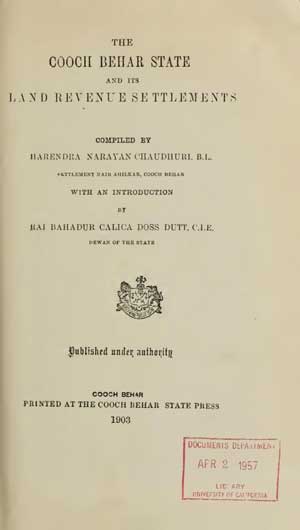 THE
COOCH BEHAR STATE
AND ITS
LAND REVENUE SETTLEMENTS
COMPILED BY
HARENDRA NARAYAN CHAUDHURI, B.L.
SETTLEMENT NAIB AHILKAR, COOCH BEHAR
WITH AN INTRODUCTION
BY
RAI BAHADUR CALICA DOSS DUTT, C.I.E.
DEWAN OF THE STATE
Published under authority
COOCH BEHAR
PRINTED AT THE COOCH BEHAR STATE PRESS
1903
DOCUMENTS DEPARTMENT
APR 2 1957
LIBRARY
UNIVERSITY OF CALIFORNIA